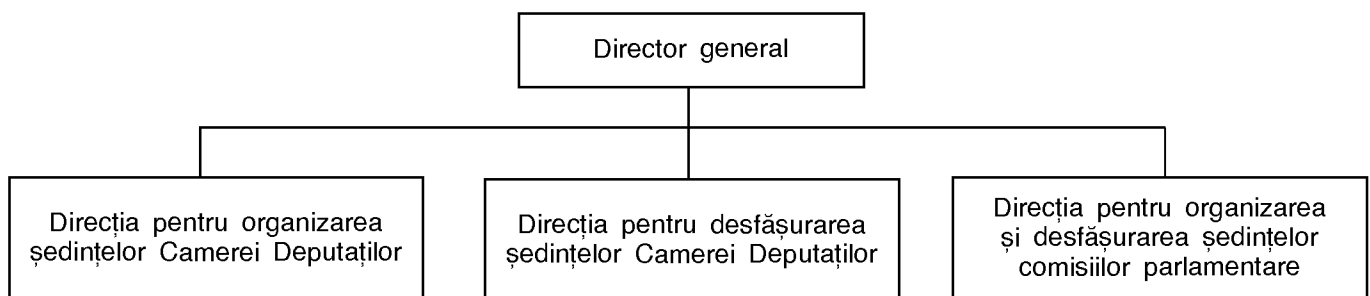 Director general
Direcția pentru organizarea
ședințelor Camerei Deputaților
Direcția pentru desfășurarea
ședințelor Camerei Deputaților
Direcția pentru organizarea
și desfășurarea ședințelor
comisiilor parlamentare